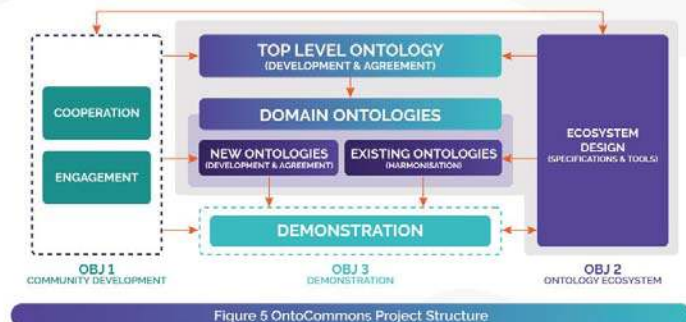 TOP LEVEL ONTOLOGY
(DEVELOPMENT & AGREEMENT)
COOPERATION
ENGAGEMENT
DOMAIN ONTOLOGIES
NEW ONTOLOGIES
(DEVELOPMENT & AGREEMENT)
EXISTING ONTOLOGIES
(HARMONISATION)
ECOSYSTEM
DESIGN
(SPECIFICATIONS & TOOLS)
DEMONSTRATION
OBJ 1
COMMUNITY DEVELOPMENT
OBJ 3
DEMONSTRATION
OBJ 2
ONTOLOGY ECOSYSTEM
Figure 5 OntoCommons Project Structure